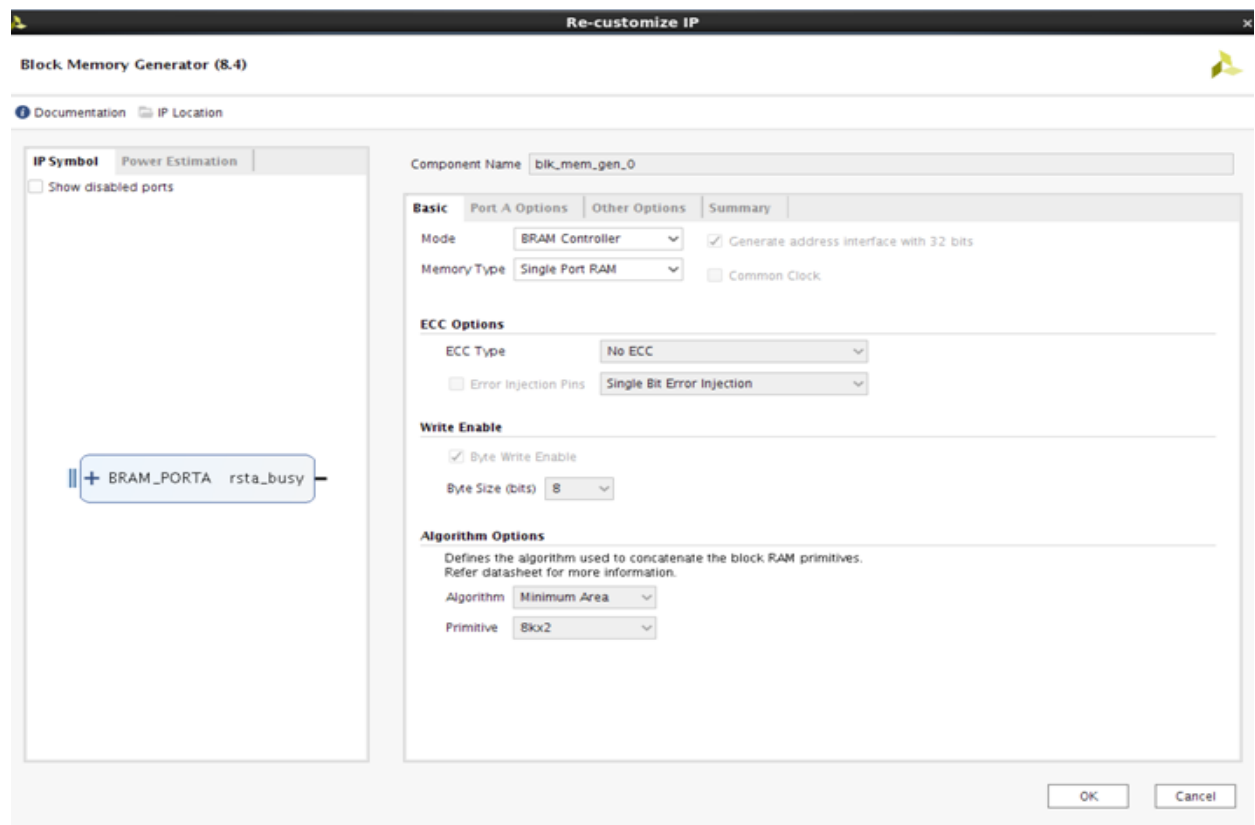 Re-customize IP
Block Memory Generator (8.4)
Documentation IP Location
IP Symbol Power Estimation
Show disabled ports
BRAM_PORTA rsta_busy
Component Name blk_mem_gen_0
Basic Port A Options Other Options Summary
Mode BRAM Controller Generate address interface with 32 bits
Memory Type Single Port RAM Common Clock
ECC Options
ECC Type No ECC
Error Injection Pins Single Bit Error Injection
Write Enable
Byte Write Enable
Byte Size (bits) 8
Algorithm Options
Defines the algorithm used to concatenate the block RAM primitives.
Refer datasheet for more information.
Algorithm Minimum Area
Primitive 8kx2
OK Cancel